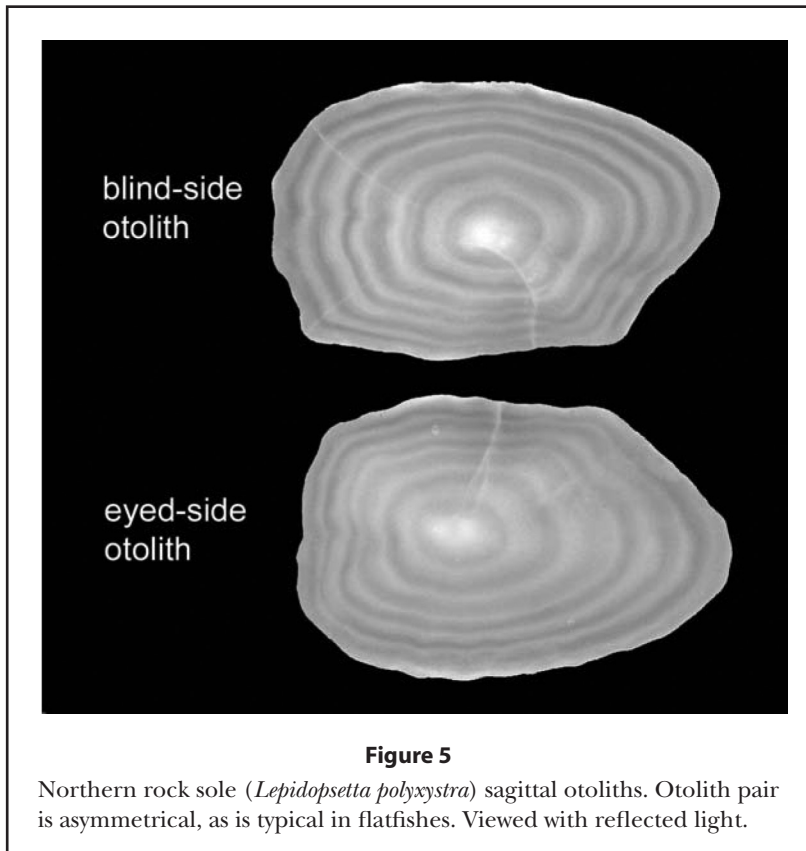 blind-side
otolith
eyed-side
otolith
Figure 5
Northern rock sole (Lepidopsetta polyxystra) sagittal otoliths. Otolith pair
is asymmetrical, as is typical in flatfishes. Viewed with reflected light.